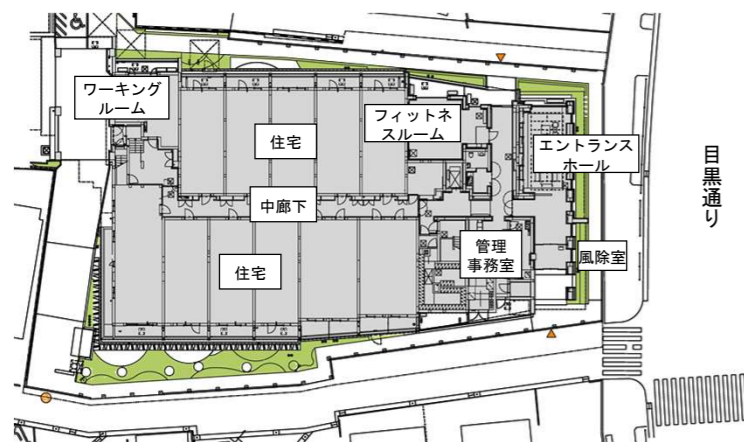 ワーキング
ルーム
住宅
フィットネ
スルーム
エントランス
ホール
中廊下
住宅
管理
事務室
風除室
目黒通り